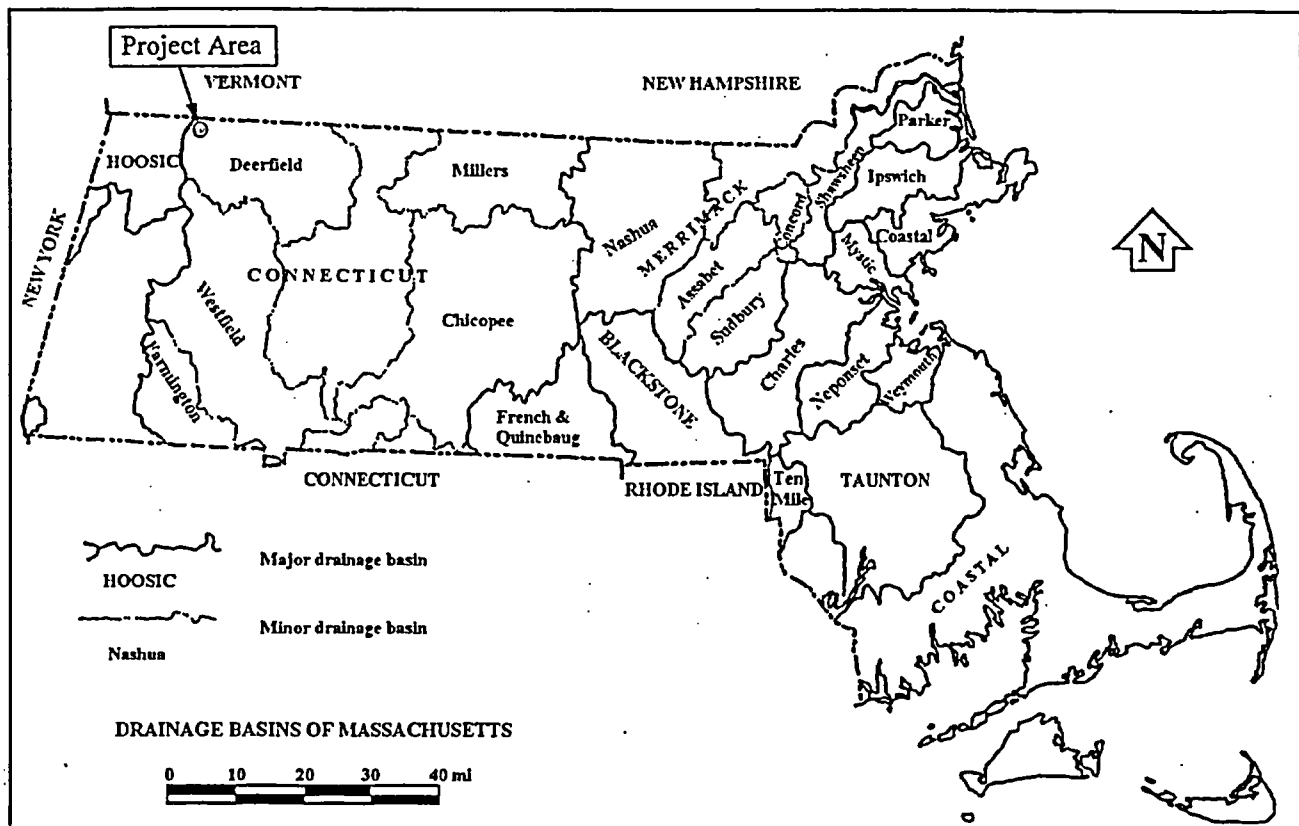 Project Area
VERMONT
NEW HAMPSHIRE
Parker
HOOSIC
Deerfield
Millers
Shawsheen
Ipswich
NEW YORK
Nashua
MERRIMACK
Concord
Coastal
N
Mystic
CONNECTICUT
Assabet
Westfield
Chicopee
Sudbury
Farmington
BLACKSTONE
Charles
Neponset
Weymouth
French &
Quinebaug
CONNECTICUT
RHODE ISLAND
Ten
Mile
TAUNTON
COASTAL
Major drainage basin
HOOSIC
Minor drainage basin
Nashua
DRAINAGE BASINS OF MASSACHUSETTS
0 10 20 30 40 mi